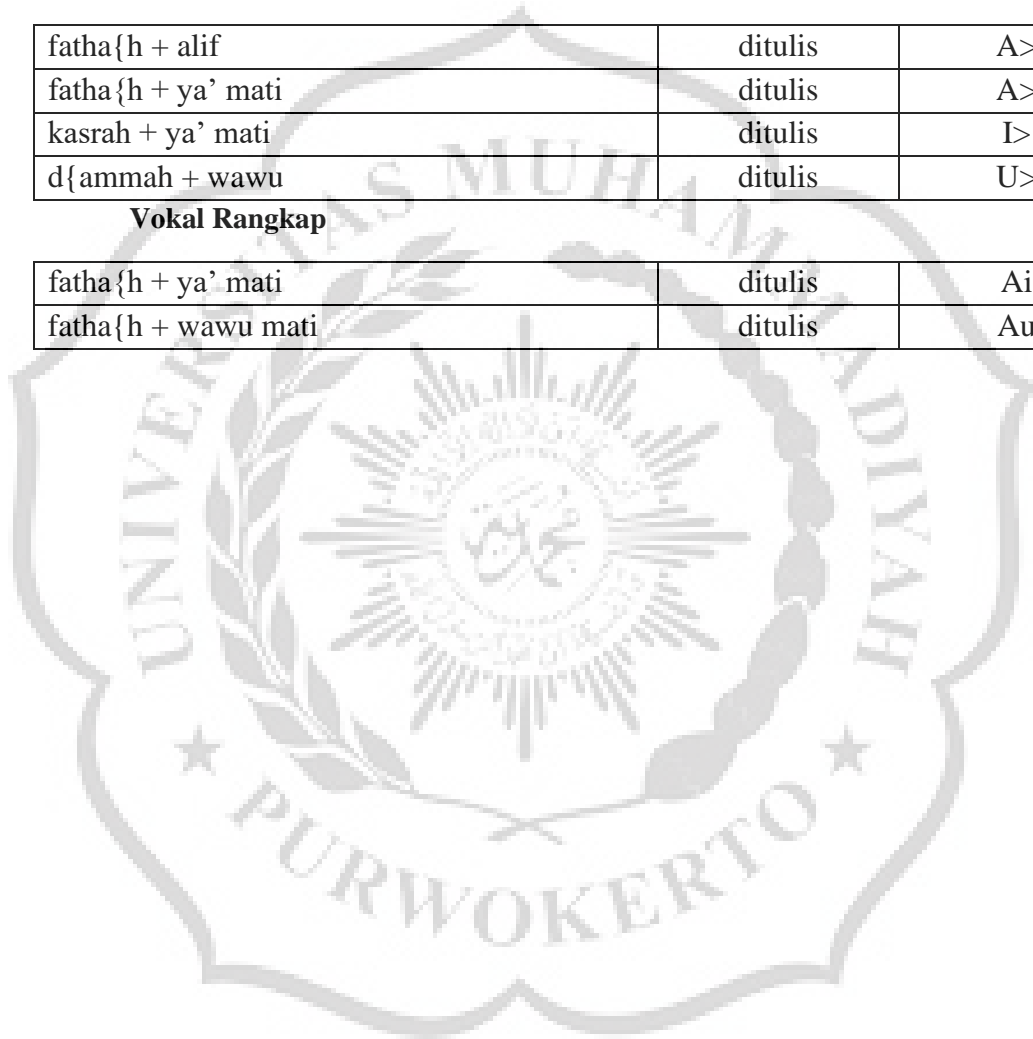 fatha{h + alif ditulis A>
fatha{h + ya’ mati ditulis A>
kasrah + ya’ mati ditulis I>
d{ammah + wawu ditulis U>
Vokal Rangkap
fatha{h + ya’ mati ditulis Ai
fatha{h + wawu mati ditulis Au
UNIVERSITAS MUHAMMADIYAH
PURWOKERTO